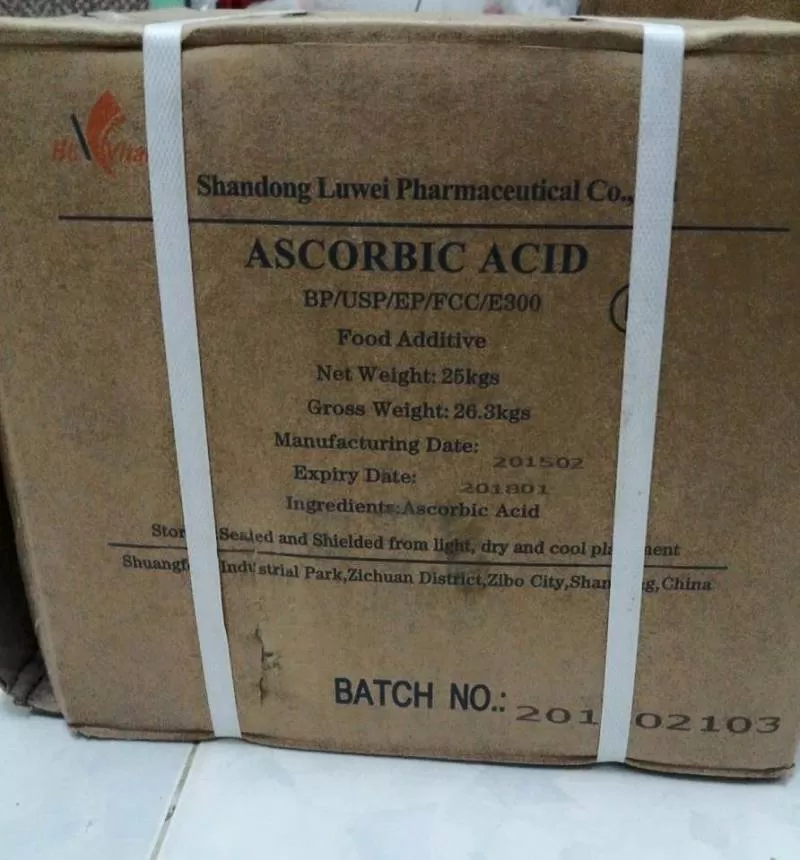 Shandong Luwei Pharmaceutical Co.,
ASCORBIC ACID
BP/USP/EP/FCC/E300
Food Additive
Net Weight: 25kgs
Gross Weight: 26.3kgs
Manufacturing Date: 201502
Expiry Date: 201801
Ingredients:Ascorbic Acid
Sealed and Shielded from light, dry and cool
Industrial Park,Zichuan District,Zibo City, China
BATCH NO.: 201 02103